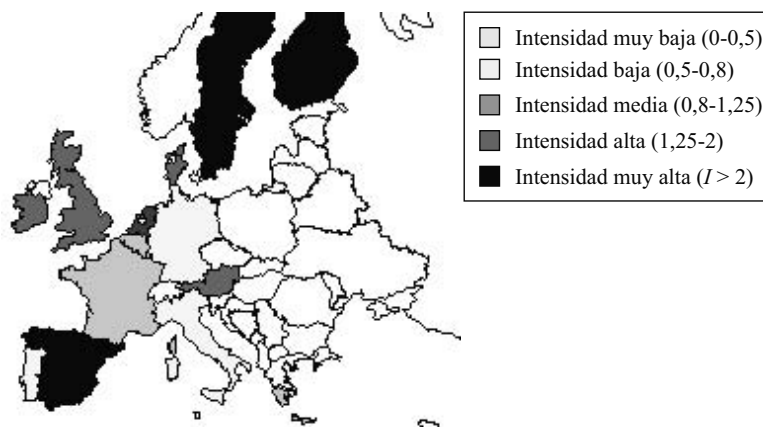 Intensidad muy baja (0-0,5)
Intensidad baja (0,5-0,8)
Intensidad media (0,8-1,25)
Intensidad alta (1,25-2)
Intensidad muy alta (I > 2)